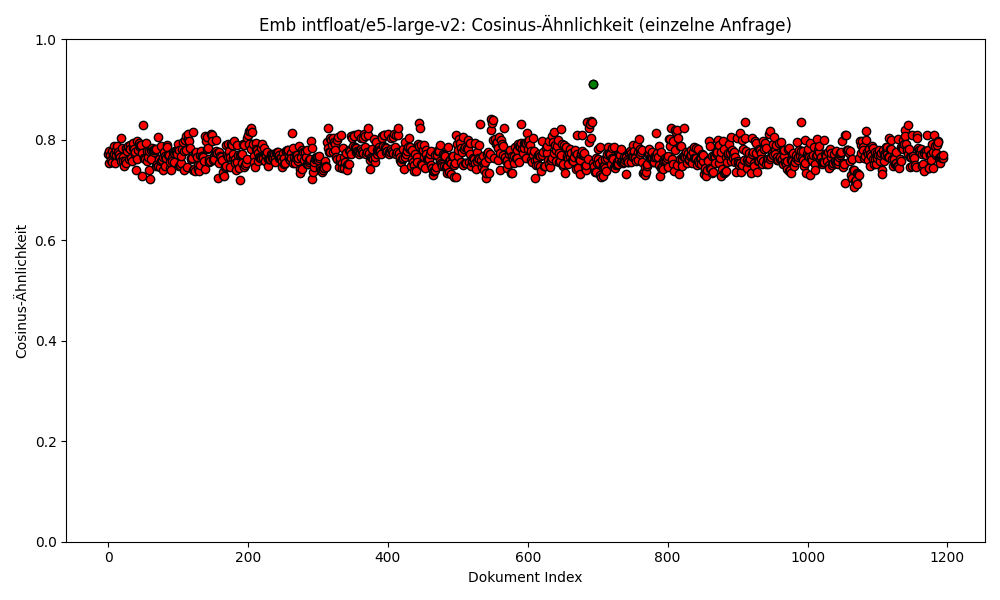 Emb intfloat/e5-large-v2: Cosinus-Ähnlichkeit (einzelne Anfrage)
1.0
0.8
0.6
0.4
0.2
0.0
Cosinus-Ähnlichkeit
0 200 400 600 800 1000 1200
Dokument Index